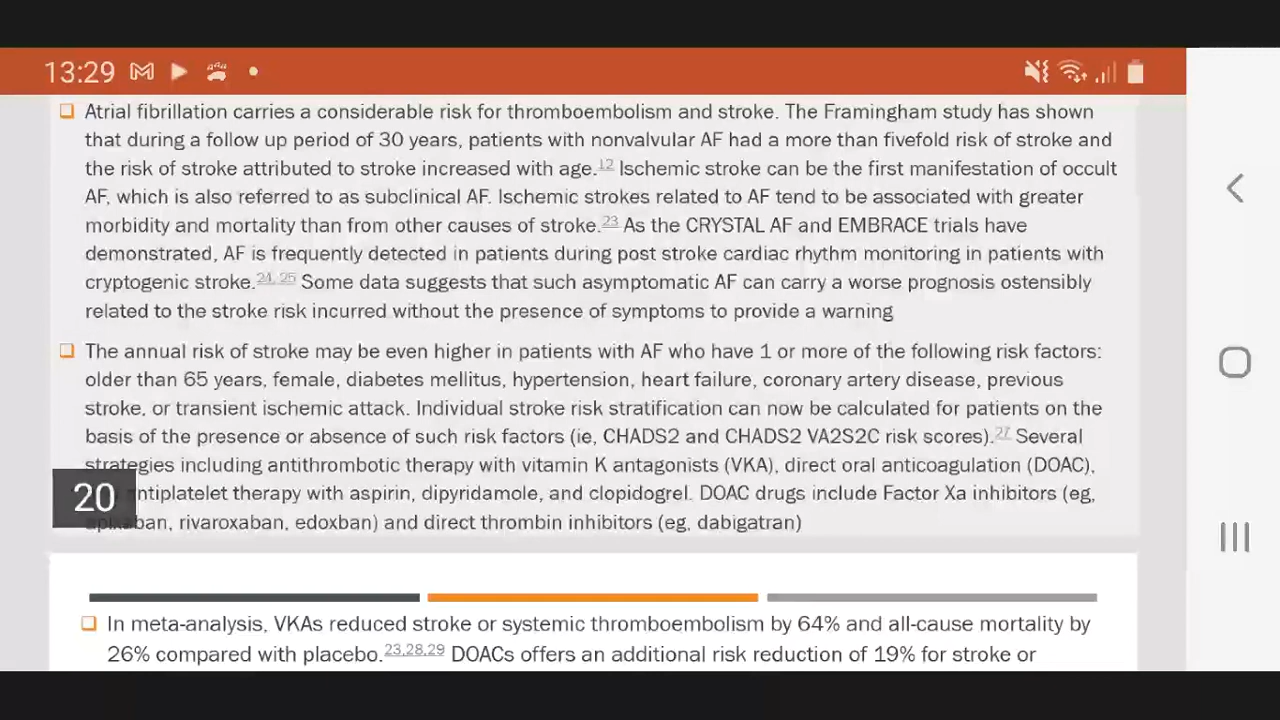 13:29
Atrial fibrillation carries a considerable risk for thromboembolism and stroke. The Framingham study has shown
that during a follow up period of 30 years, patients with nonvalvular AF had a more than fivefold risk of stroke and
the risk of stroke attributed to stroke increased with age.12 Ischemic stroke can be the first manifestation of occult
AF, which is also referred to as subclinical AF. Ischemic strokes related to AF tend to be associated with greater
morbidity and mortality than from other causes of stroke.23 As the CRYSTAL AF and EMBRACE trials have
demonstrated, AF is frequently detected in patients during post stroke cardiac rhythm monitoring in patients with
cryptogenic stroke.24, 25 Some data suggests that such asymptomatic AF can carry a worse prognosis ostensibly
related to the stroke risk incurred without the presence of symptoms to provide a warning
The annual risk of stroke may be even higher in patients with AF who have 1 or more of the following risk factors:
older than 65 years, female, diabetes mellitus, hypertension, heart failure, coronary artery disease, previous
stroke, or transient ischemic attack. Individual stroke risk stratification can now be calculated for patients on the
basis of the presence or absence of such risk factors (ie, CHADS2 and CHADS2 VA2S2C risk scores).27 Several
strategies including antithrombotic therapy with vitamin K antagonists (VKA), direct oral anticoagulation (DOAC),
20
antiplatelet therapy with aspirin, dipyridamole, and clopidogrel. DOAC drugs include Factor Xa inhibitors (eg,
apixaban, rivaroxaban, edoxban) and direct thrombin inhibitors (eg, dabigatran)
In meta-analysis, VKAs reduced stroke or systemic thromboembolism by 64% and all-cause mortality by
26% compared with placebo.23,28,29 DOACs offers an additional risk reduction of 19% for stroke or